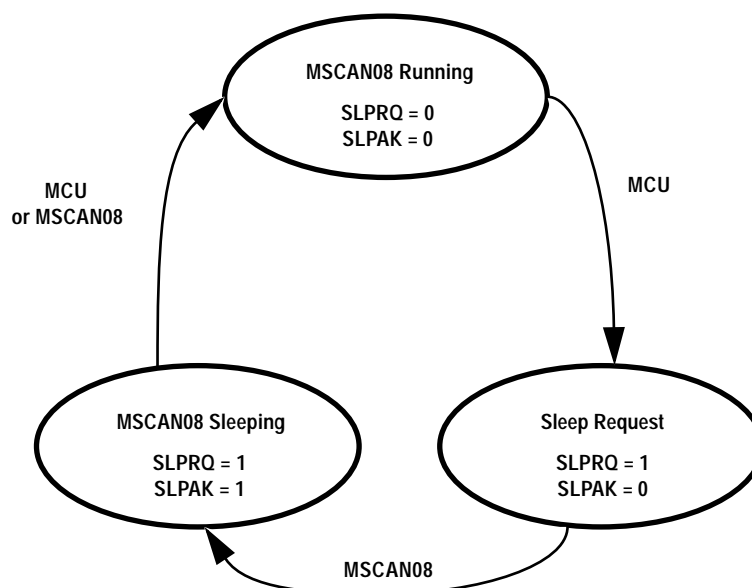 MSCAN08 Running
SLPRQ = 0
SLPAK = 0
MCU
or MSCAN08
MCU
MSCAN08 Sleeping
SLPRQ = 1
SLPAK = 1
Sleep Request
SLPRQ = 1
SLPAK = 0
MSCAN08